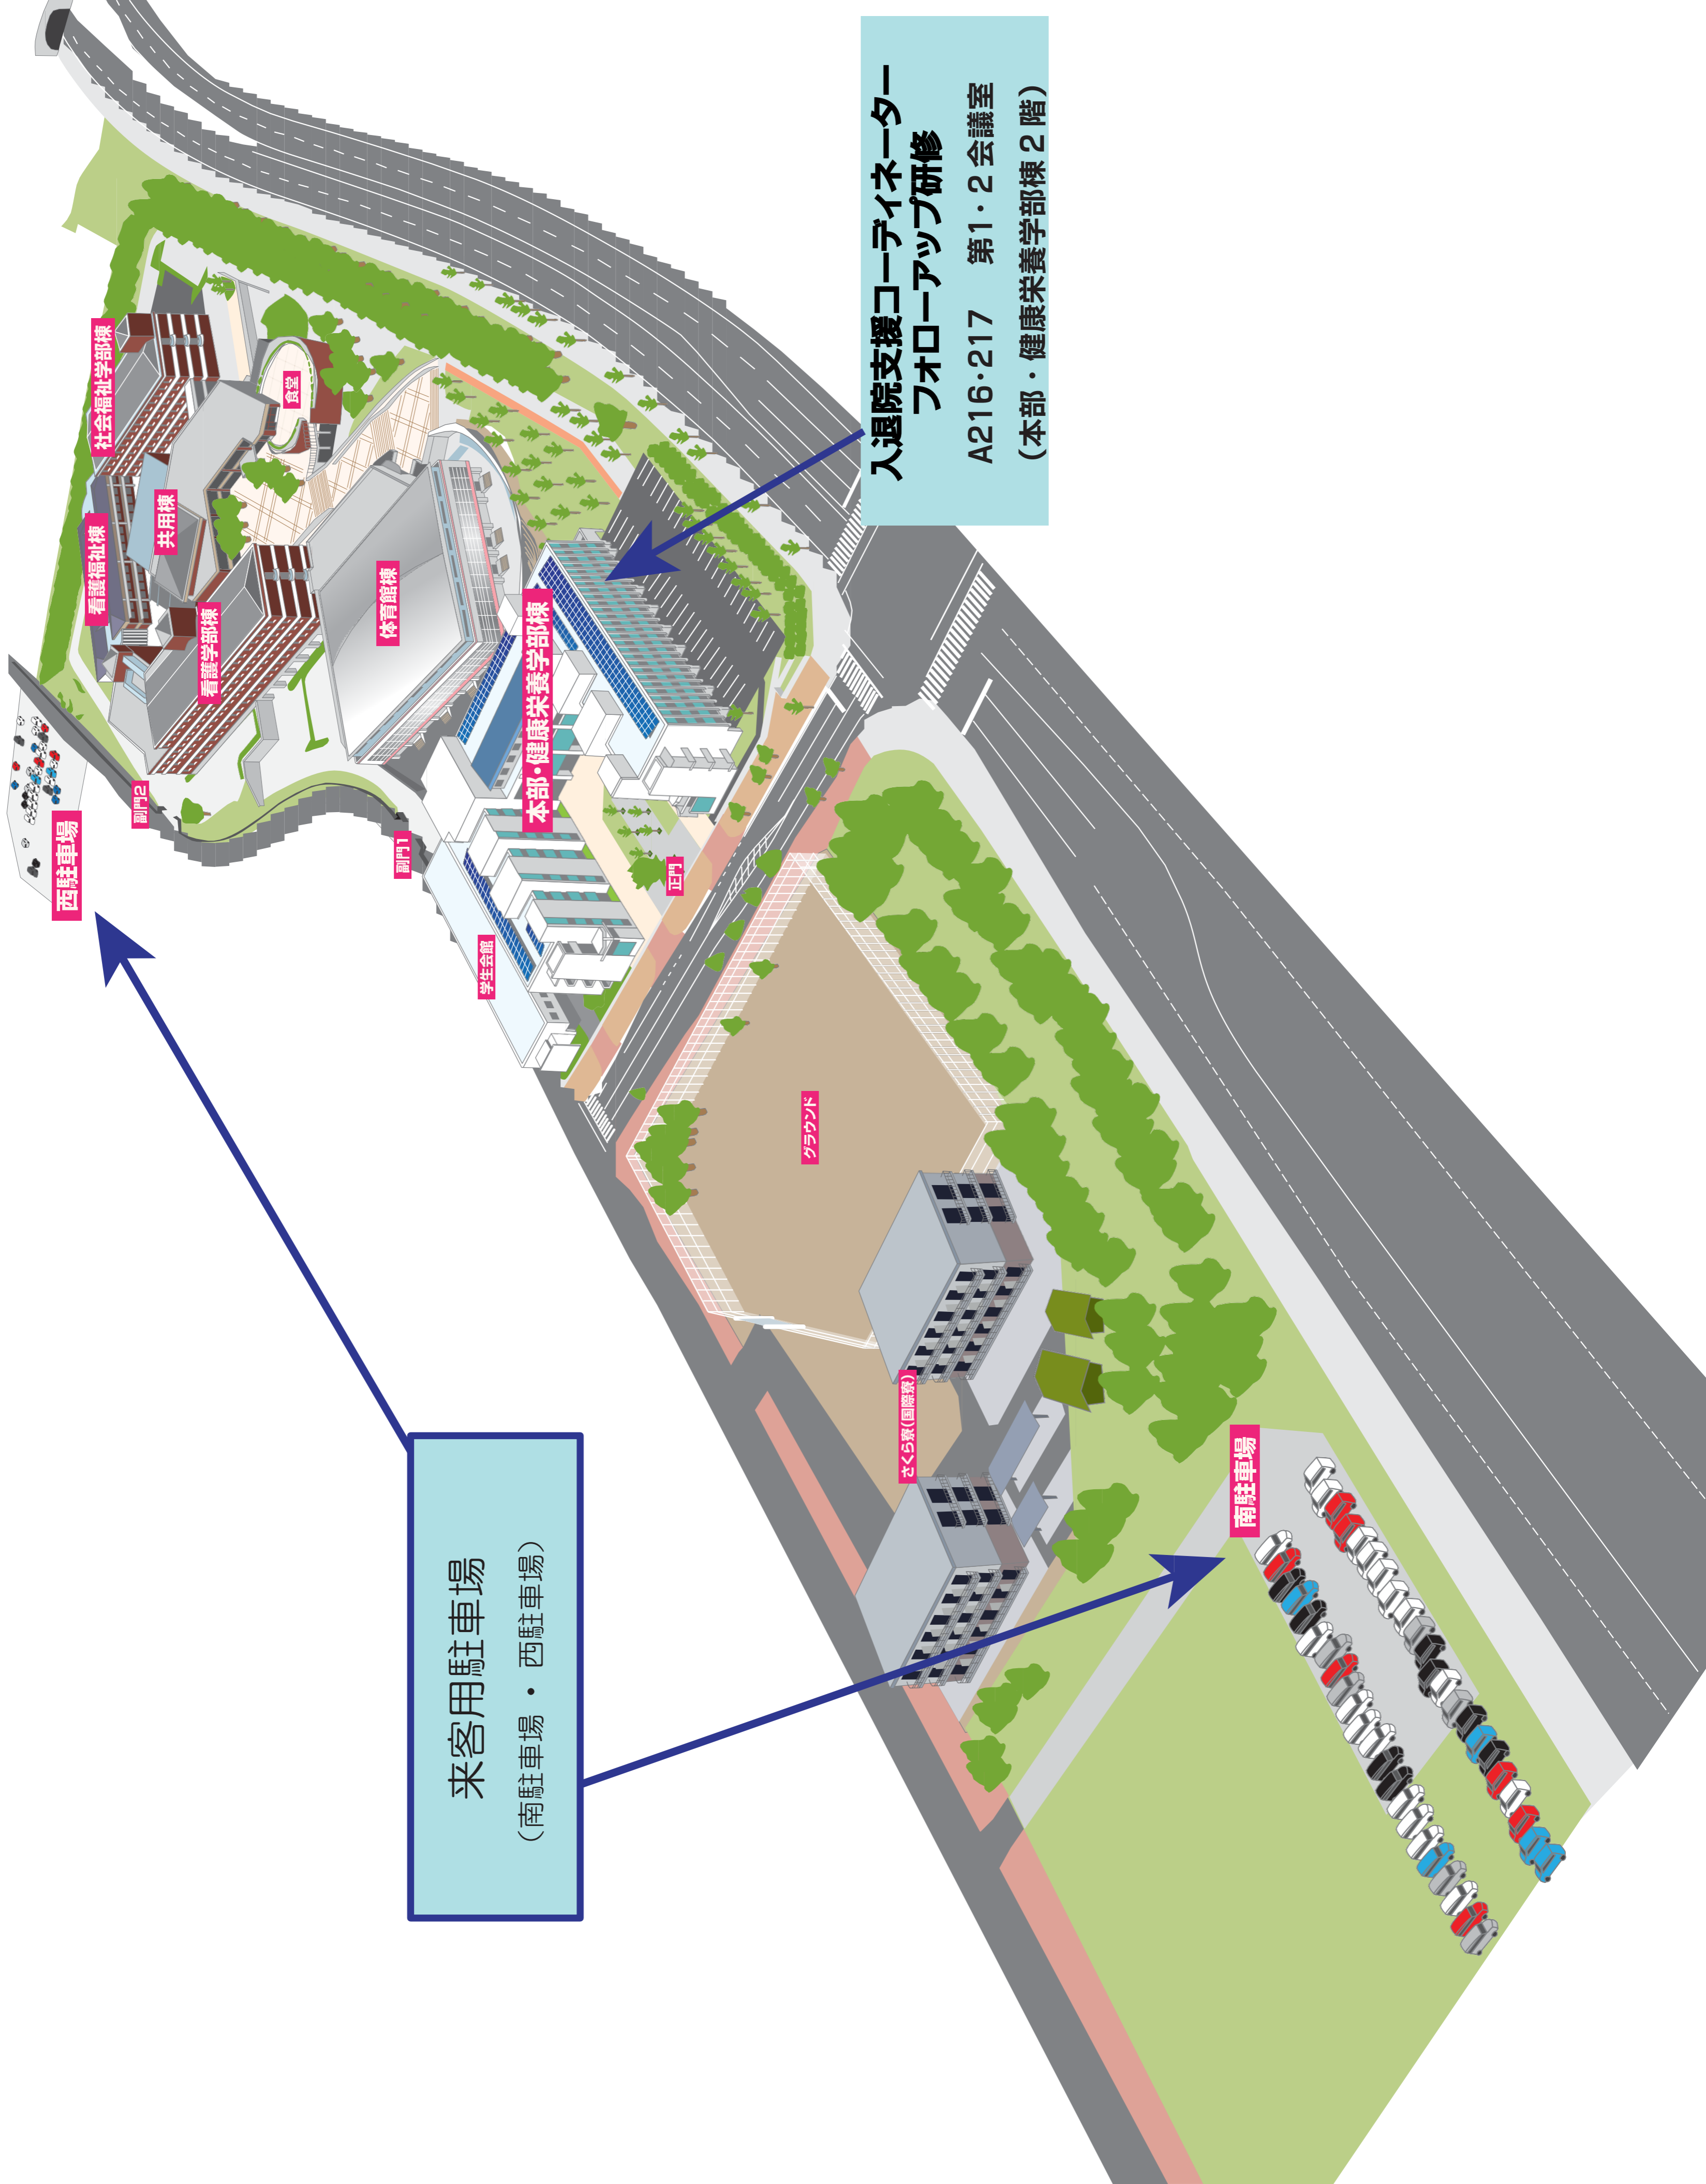 入退院支援コーディネーター
フォローアップ研修
A216・217　第1・2会議室
（本部・健康栄養学部棟２階）
社会福祉学部棟
看護福祉棟
共用棟
食堂
看護学部棟
体育館棟
本部・健康栄養学部棟
西駐車場
副門2
副門1
正門
学生会館
グラウンド
さくら寮(国際寮)
南駐車場
来客用駐車場
（南駐車場・西駐車場）